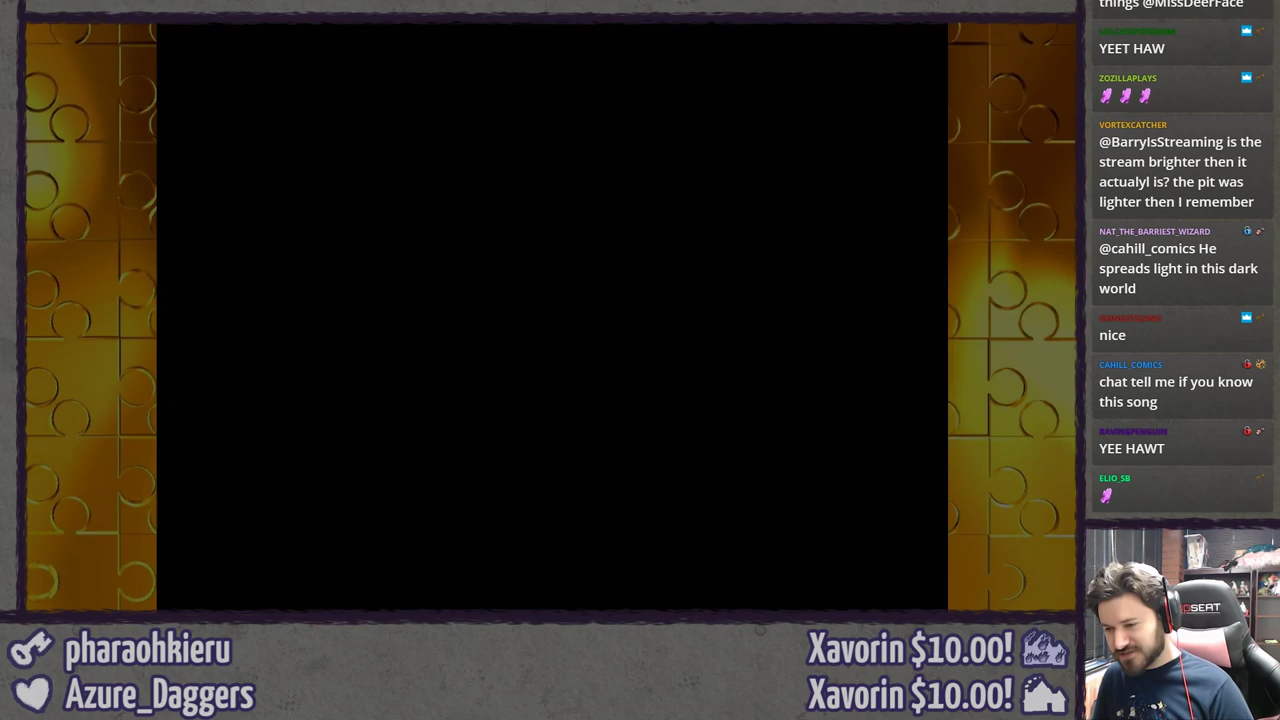 things @MissDeerFace
YEET HAW
ZOZILLAPLAYS
VORTEXCATCHER
@BarryIsStreaming is the
stream brighter then it
actualyl is? the pit was
lighter then I remember
NAT_THE_BARRIEST_WIZARD
@cahill_comics He
spreads light in this dark
world
nice
CAHILL_COMICS
chat tell me if you know
this song
RAVINGPENGUIN
YEE HAWT
ELIO_SB
SEAT
pharaohkieru
Azure_Daggers
Xavorin $10.00!
Xavorin $10.00!